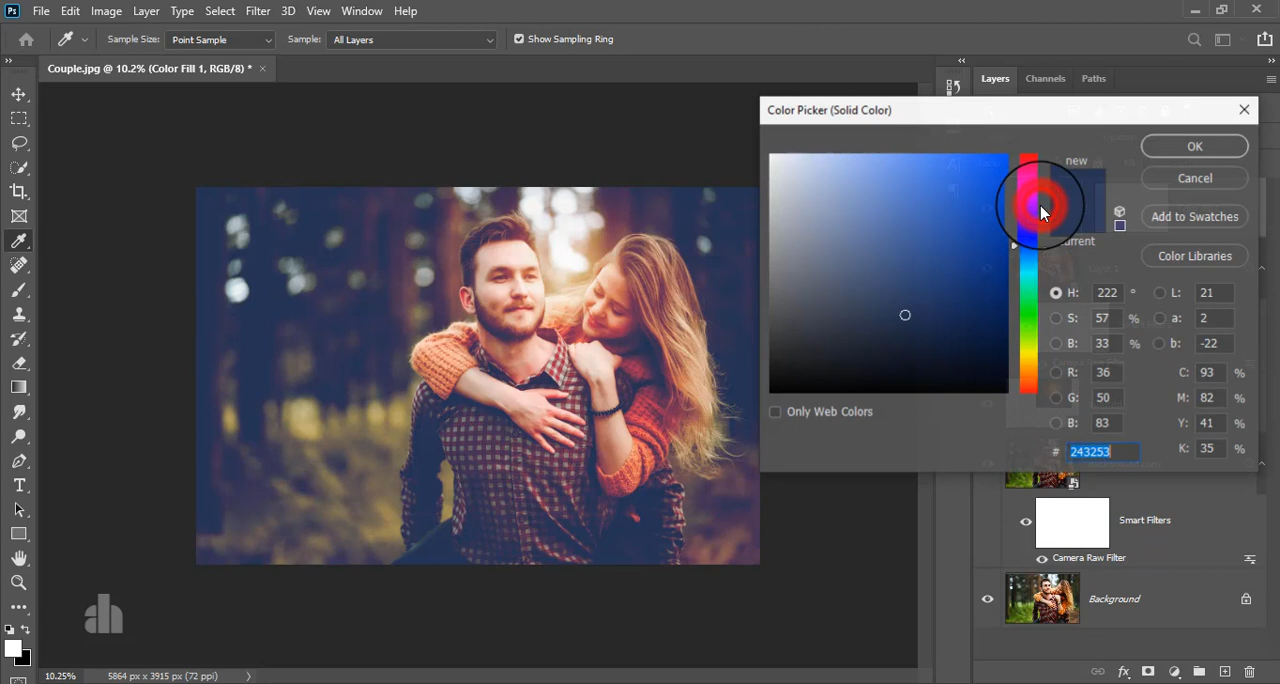 Ps File Edit Image Layer Type Select Filter 3D View Window Help
Sample Size: Point Sample Sample: All Layers Show Sampling Ring
Couple.jpg @ 10.2% (Color Fill 1, RGB/8) * ×
Layers Channels Paths
Color Picker (Solid Color)
new
OK
Cancel
Add to Swatches
current
Color Libraries
H: 222 ° L: 21
S: 57 % a: 2
B: 33 % b: -22
R: 36 C: 93 %
G: 50 M: 82 %
B: 83 Y: 41 %
# 243253 K: 35 %
Only Web Colors
Smart Filters
Camera Raw Filter
Background
ah
10.25% 5864 px x 3915 px (72 ppi)